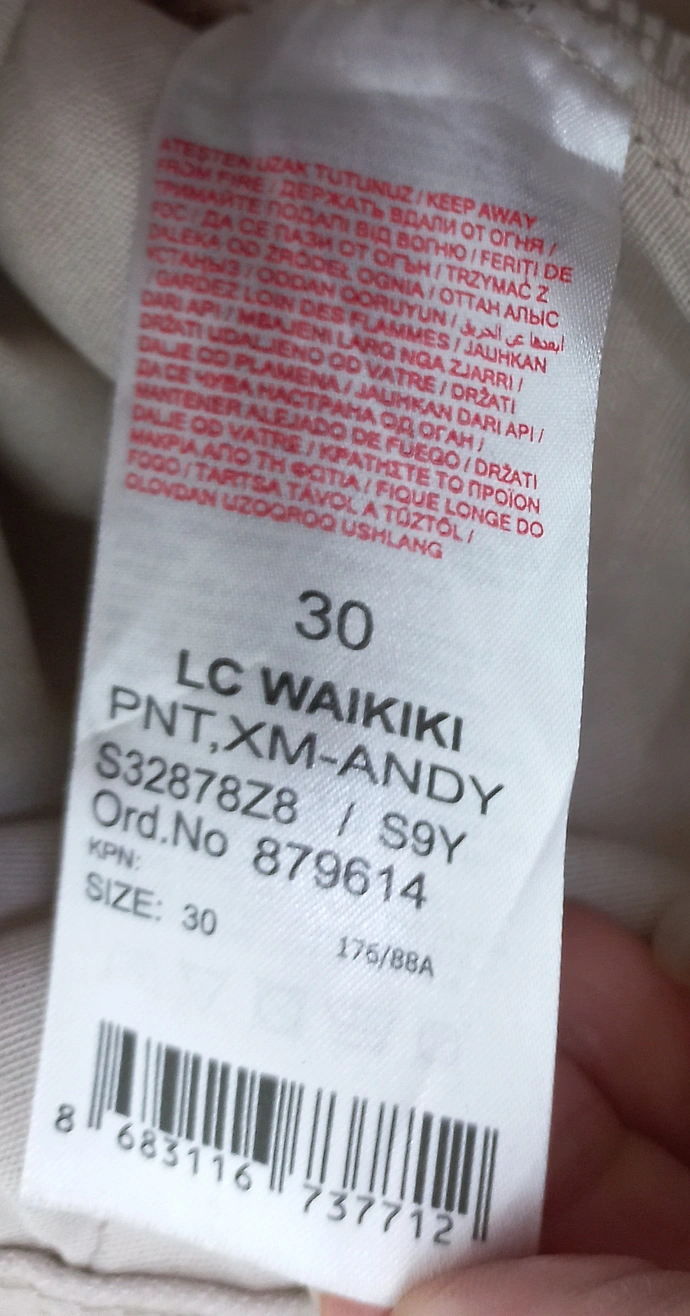 ATEŞTEN UZAK TUTUNUZ / KEEP AWAY
FROM FIRE / ДЕРЖАТЬ ВДАЛИ ОТ ОГНЯ /
ТРИМАЙТЕ ПОДАЛІ ВІД ВОГНЮ / FERIȚI DE
FOC / ДА СЕ ПАЗИ ОТ ОГЪН / TRZYMAĆ Z
DALEKA OD ŹRÓDEŁ OGNIA / ОТТАН АЛЫС
ҰСТАҢЫЗ / ODDAN QORUYUN / ابعدها عن الحريق
/ GARDEZ LOIN DES FLAMMES / JAUHKAN
DARI API / MBAJENI LARG NGA ZJARRI /
DRŽATI UDALJENO OD VATRE / DRŽATI
DALJE OD PLAMENA / JAUHKAN DARI API /
ДА СЕ ЧУВА НАСТРАНА ОД ОГАН /
MANTENER ALEJADO DE FUEGO / DRŽATI
DALJE OD VATRE / ΚΡΑΤΗΣΤΕ ΤΟ ΠΡΟΪΟΝ
ΜΑΚΡΙΑ ΑΠΟ ΤΗ ΦΩΤΙΑ / FIQUE LONGE DO
FOGO / TARTSA TÁVOL A TŰZTŐL /
OLOVDAN UZOQROQ USHLANG
30
LC WAIKIKI
PNT,XM-ANDY
S32878Z8 / S9Y
Ord.No 879614
KPN:
SIZE: 30 176/88A
8 683116 737712